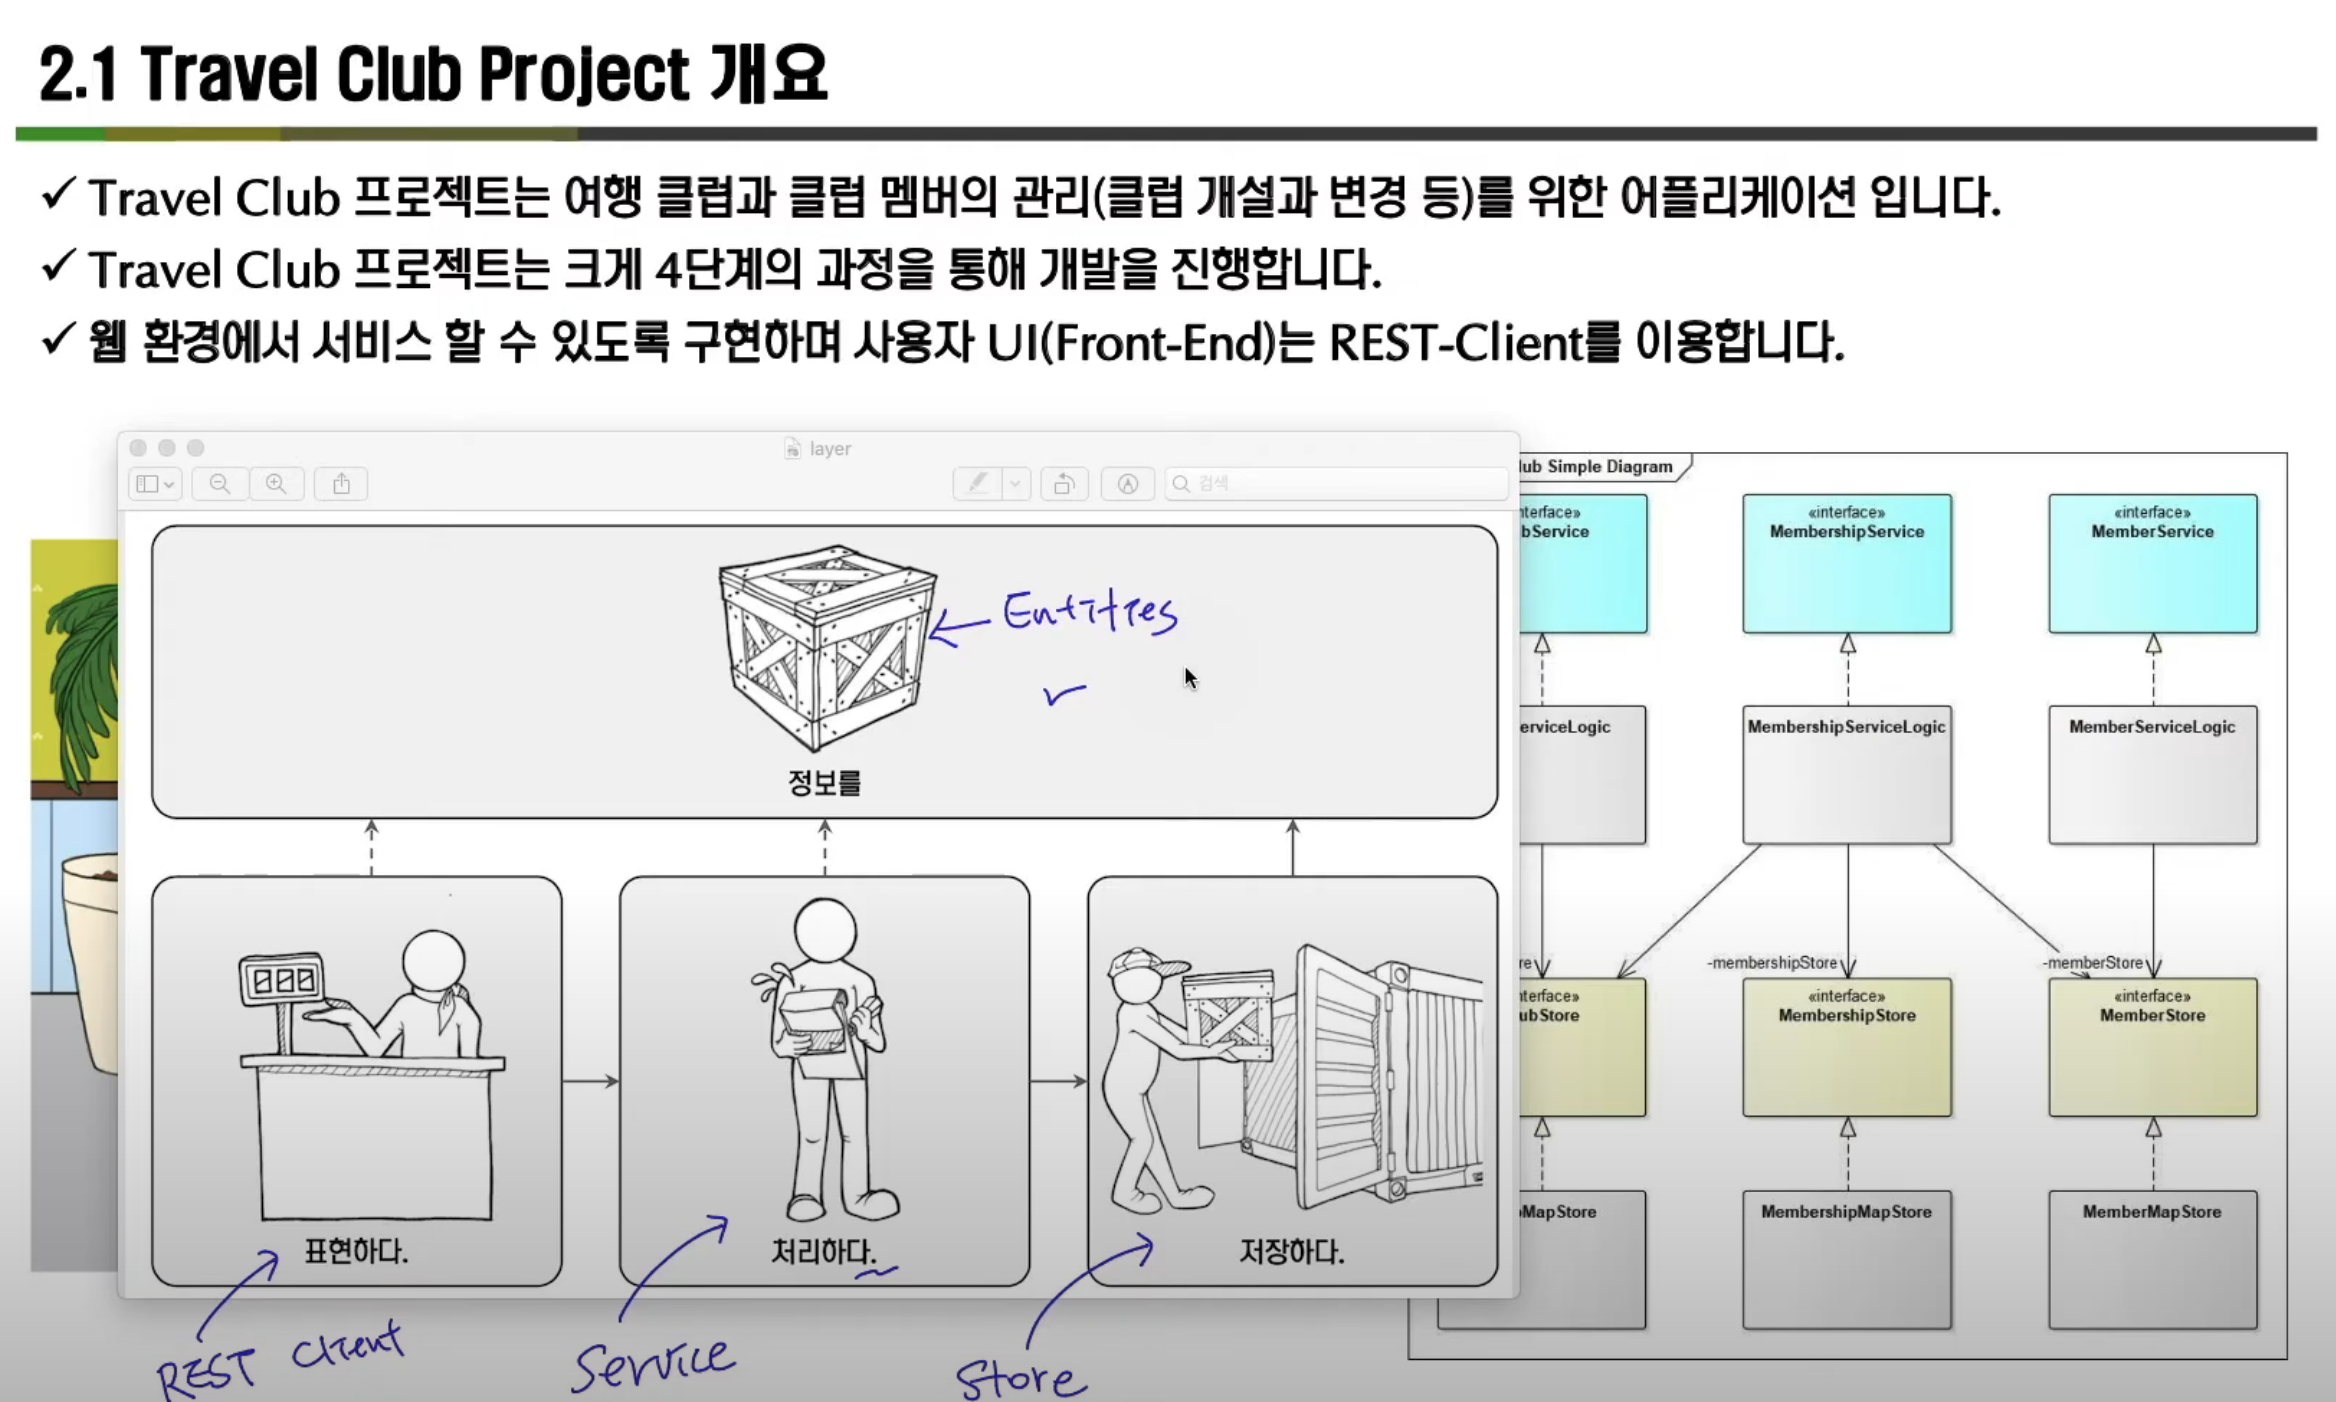 2.1 Travel Club Project 개요
✓ Travel Club 프로젝트는 여행 클럽과 클럽 멤버의 관리(클럽 개설과 변경 등)를 위한 어플리케이션 입니다.
✓ Travel Club 프로젝트는 크게 4단계의 과정을 통해 개발을 진행합니다.
✓ 웹 환경에서 서비스 할 수 있도록 구현하며 사용자 UI(Front-End)는 REST-Client를 이용합니다.
layer
검색
Entities
정보를
표현하다.
처리하다.
저장하다.
REST Client
Service
Store
lub Simple Diagram
nterface»
bService
«interface»
MembershipService
«interface»
MemberService
erviceLogic
MembershipServiceLogic
MemberServiceLogic
re
-membershipStore
-memberStore
nterface»
ubStore
«interface»
MembershipStore
«interface»
MemberStore
MapStore
MembershipMapStore
MemberMapStore